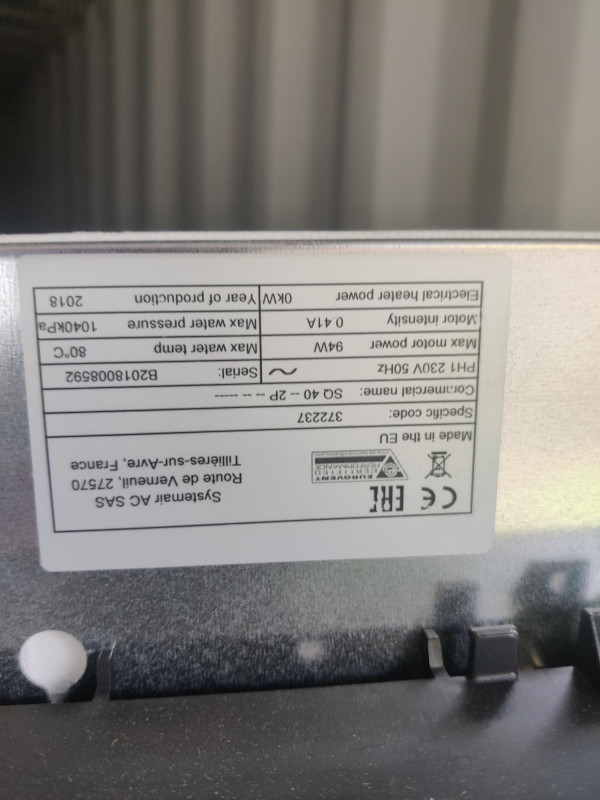 Systemair AC SAS
Route de Verneuil, 27570
Tillières-sur-Avre, France
CE EAC
EUROVENT
CERTIFIED
PERFORMANCE
Made in the EU
Specific code: 372237
Commercial name: SQ 40 -- 2P -- -- ------
PH1 230V 50Hz ~ Serial: B2018008592
Max motor power 94W Max water temp 80°C
Motor intensity 0.41A Max water pressure 1040kPa
Electrical heater power 0kW Year of production 2018